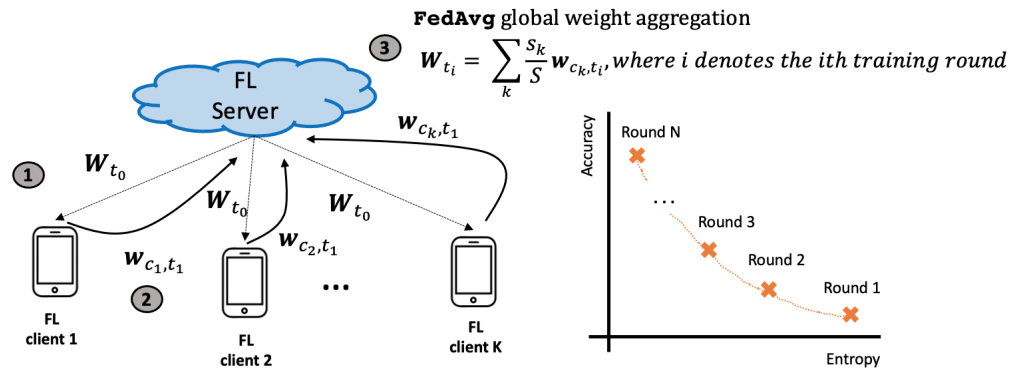 FedAvg global weight aggregation
3
W_{t_i} = \sum_k \frac{s_k}{S} w_{c_k,t_i}, where i denotes the ith training round
FL
Server
w_{c_k,t_1}
1
W_{t_0}
W_{t_0}
W_{t_0}
w_{c_1,t_1}
w_{c_2,t_1}
2
...
FL
client 1
FL
client 2
FL
client K
Accuracy
Round N
...
Round 3
Round 2
Round 1
Entropy